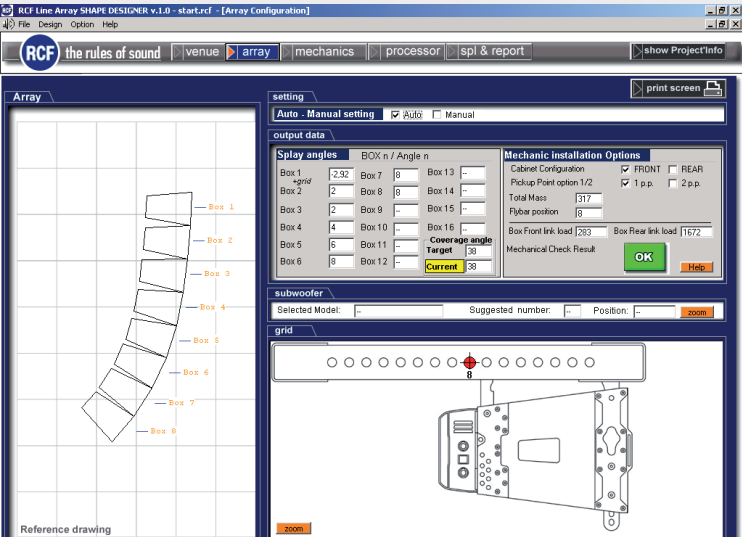 RCF Line Array SHAPE DESIGNER v.1.0 - start.rcf - [Array Configuration]
File Design Option Help
RCF the rules of sound venue array mechanics processor spl & report show Project'Info
print screen
Array
setting
Auto - Manual setting Auto Manual
output data
Splay angles BOX n / Angle n
Box 1 -2,92 Box 7 8 Box 13 --
+grid
Box 2 2 Box 8 8 Box 14 --
Box 3 2 Box 9 -- Box 15 --
Box 4 4 Box 10 -- Box 16 --
Box 5 6 Box 11 -- Coverage angle
Target 38
Box 6 8 Box 12 -- Current 38
Mechanic installation Options
Cabinet Configuration FRONT REAR
Pickup Point option 1/2 1 p.p. 2 p.p.
Total Mass 317
Flybar position 8
Box Front link load 283 Box Rear link load 1672
Mechanical Check Result OK
Help
subwoofer
Selected Model: -- Suggested number: -- Position: -- zoom
grid
8
zoom
Box 1
Box 2
Box 3
Box 4
Box 5
Box 6
Box 7
Box 8
Reference drawing